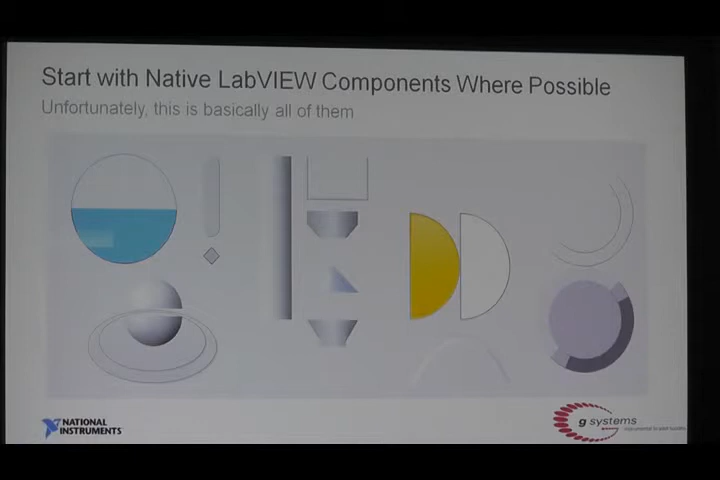 Start with Native LabVIEW Components Where Possible
Unfortunately, this is basically all of them
NATIONAL
INSTRUMENTS
g systems